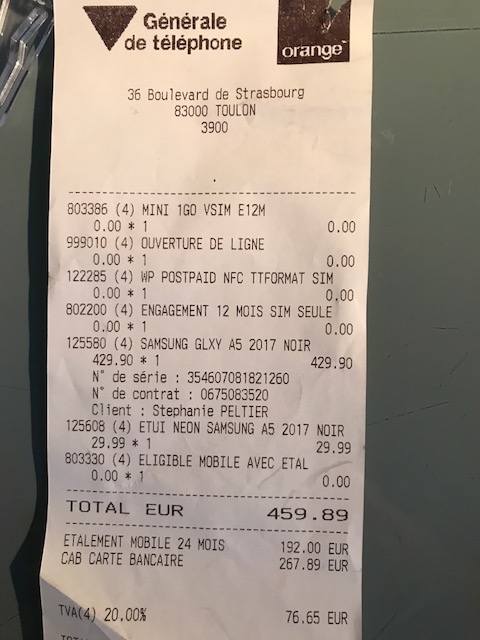 Générale
de téléphone
orange
36 Boulevard de Strasbourg
83000 TOULON
3900
803386 (4) MINI 1GO VSIM E12M
0.00 * 1 0.00
999010 (4) OUVERTURE DE LIGNE
0.00 * 1 0.00
122285 (4) WP POSTPAID NFC TTFORMAT SIM
0.00 * 1 0.00
802200 (4) ENGAGEMENT 12 MOIS SIM SEULE
0.00 * 1 0.00
125580 (4) SAMSUNG GLXY A5 2017 NOIR
429.90 * 1 429.90
N° de série : 354607081821260
N° de contrat : 0675083520
Client : Stephanie PELTIER
125608 (4) ETUI NEON SAMSUNG A5 2017 NOIR
29.99 * 1 29.99
803330 (4) ELIGIBLE MOBILE AVEC ETAL
0.00 * 1 0.00
TOTAL EUR 459.89
ETALEMENT MOBILE 24 MOIS 192.00 EUR
CAB CARTE BANCAIRE 267.89 EUR
TVA(4) 20.00% 76.65 EUR